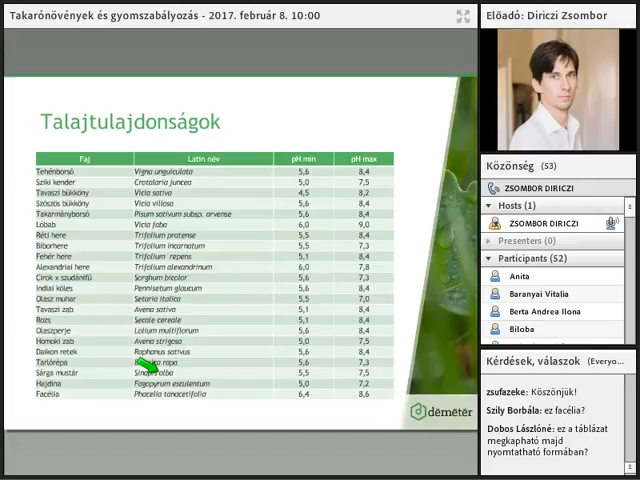 Takarónövények és gyomszabályozás - 2017. február 8. 10:00
Talajtulajdonságok
Faj Latin név pH min pH max
Tehénborsó Vigna unguiculata 5,6 8,4
Sziki kender Crotalaria juncea 5,0 7,5
Tavaszi bükköny Vicia sativa 4,5 8,2
Szöszös bükköny Vicia villosa 5,6 8,4
Takarmányborsó Pisum sativum subsp. arvense 5,6 8,4
Lóbab Vicia faba 6,0 9,0
Réti here Trifolium pratense 5,5 8,4
Bíborhere Trifolium incarnatum 5,5 7,3
Fehér here Trifolium repens 5,1 8,4
Alexandriai here Trifolium alexandrinum 6,0 7,8
Cirok x szudánifű Sorghum bicolor 5,6 7,3
Indiai köles Pennisetum glaucum 5,6 8,4
Olasz muhar Setaria italica 5,5 7,0
Tavaszi zab Avena sativa 5,1 8,4
Rozs Secale cereale 5,1 8,4
Olaszperje Lolium multiflorum 5,6 8,4
Homoki zab Avena strigosa 5,0 7,5
Daikon retek Raphanus sativus 5,6 8,4
Tarlórépa rapa 5,6 7,3
Sárga mustár Sinapis alba 5,5 7,5
Hajdina Fagopyrum esculentum 5,0 7,2
Facélia Phacelia tanacetifolia 6,4 8,6
dēmētēr
Előadó: Diriczi Zsombor
Közönség (53)
ZSOMBOR DIRICZI
Hosts (1)
ZSOMBOR DIRICZI
Presenters (0)
Participants (52)
Anita
Baranyai Vitalia
Berta Andrea Ilona
Biloba
Kérdések, válaszok (Everyo...
zsufazeke: Köszönjük!
Szily Borbála: ez facélia?
Dobos Lászlóné: ez a táblázat
megkapható majd
nyomtatható formában?